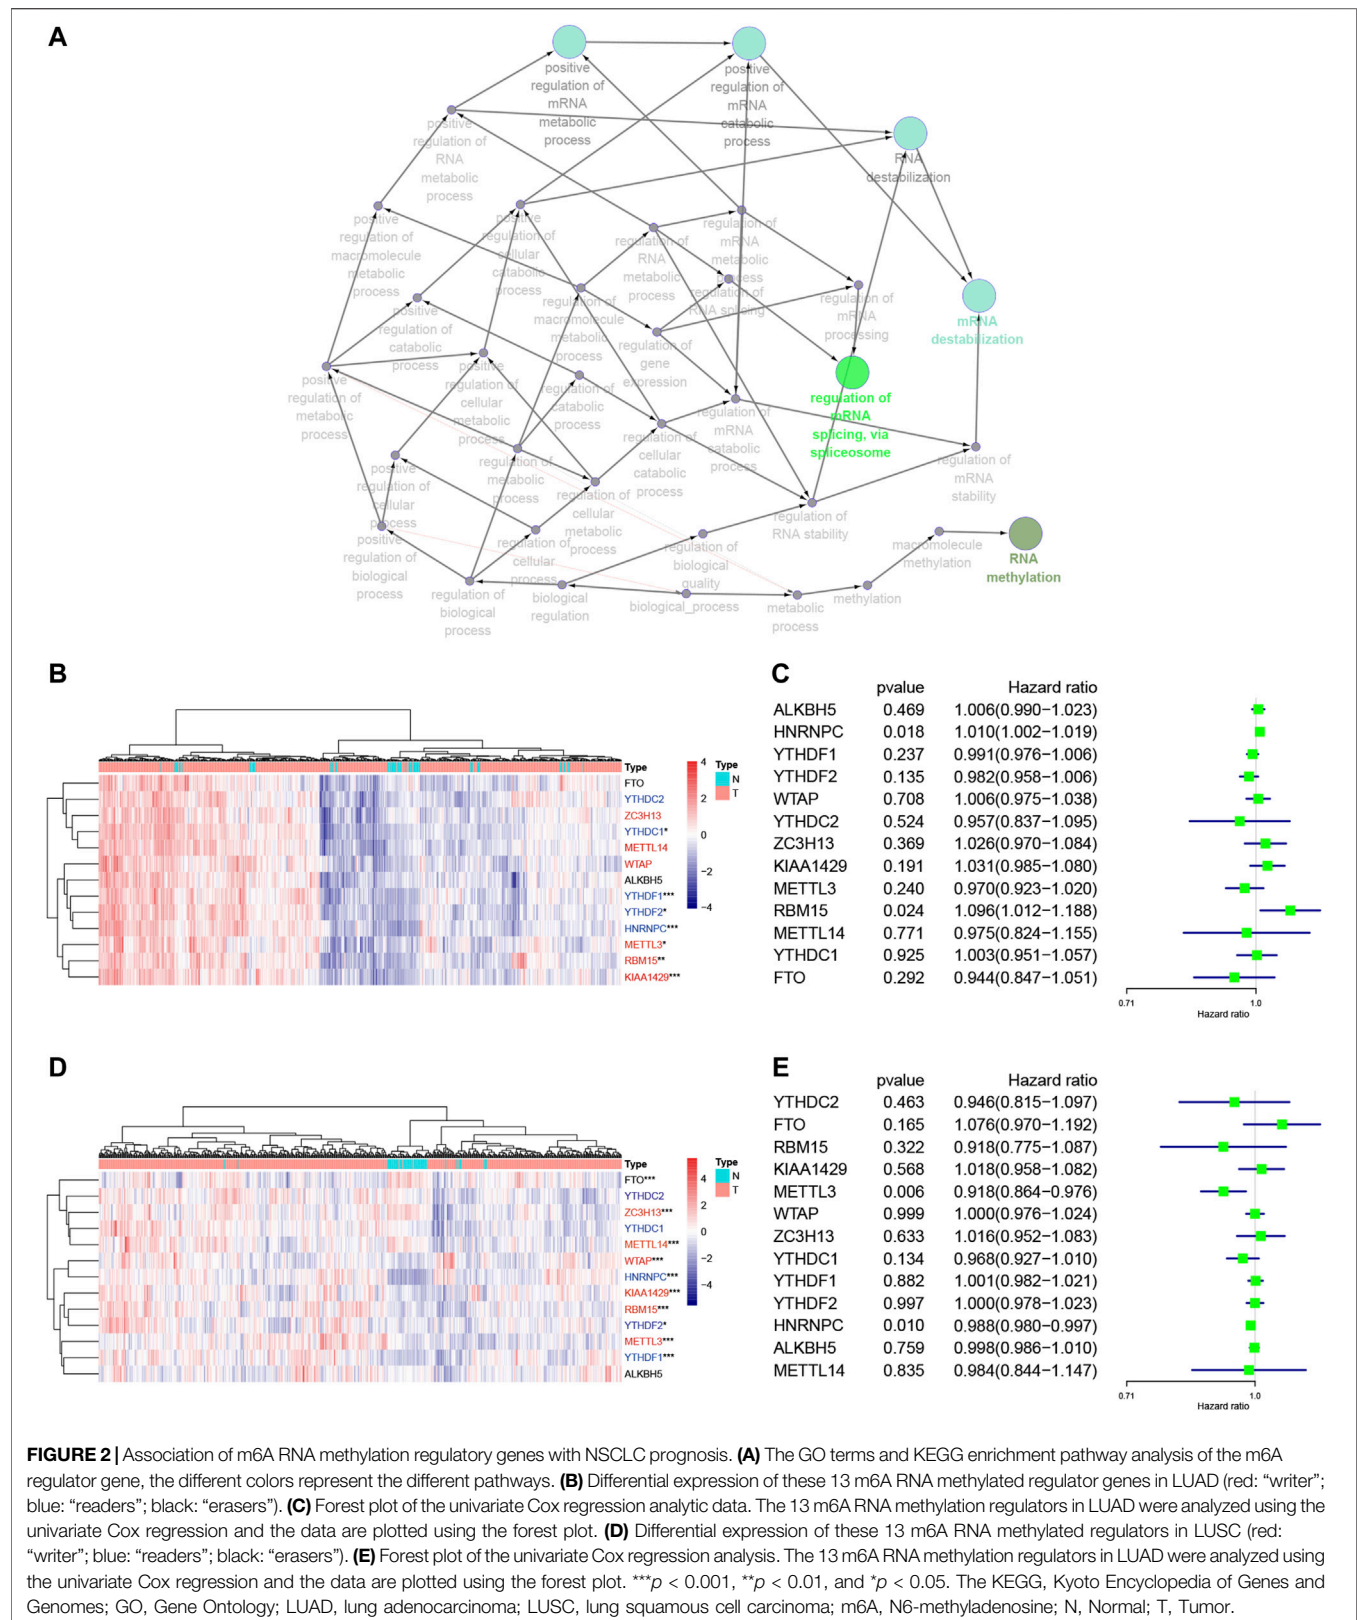 A
positive
regulation of
mRNA
metabolic
process
positive
regulation of
mRNA
catabolic
process
positive
regulation of
RNA
metabolic
process
RNA
destabilization
positive
regulation of
macromolecule
metabolic
process
positive
regulation of
cellular
catabolic
process
regulation of
RNA
metabolic
process
regulation of
mRNA
metabolic
process
regulation of
RNA splicing
regulation of
mRNA
processing
mRNA
destabilization
positive
regulation of
catabolic
process
regulation of
macromolecule
metabolic
process
regulation of
gene
expression
positive
regulation of
metabolic
process
positive
regulation of
cellular
metabolic
process
regulation of
catabolic
process
regulation of
mRNA
catabolic
process
regulation of
mRNA
splicing, via
spliceosome
regulation of
cellular
catabolic
process
positive
regulation of
cellular
process
regulation of
metabolic
process
regulation of
cellular
metabolic
process
regulation of
mRNA
stability
regulation of
RNA stability
positive
regulation of
biological
process
regulation of
cellular
process
regulation of
biological
quality
macromolecule
methylation
RNA
methylation
regulation of
biological
process
biological
regulation
biological_process
metabolic
process
methylation
B
Type
FTO
YTHDC2
ZC3H13
YTHDC1*
METTL14
WTAP
ALKBH5
YTHDF1***
YTHDF2*
HNRNPC***
METTL3*
RBM15**
KIAA1429***
4
2
0
−2
−4
Type
N
T
C
pvalue Hazard ratio
ALKBH5 0.469 1.006(0.990−1.023)
HNRNPC 0.018 1.010(1.002−1.019)
YTHDF1 0.237 0.991(0.976−1.006)
YTHDF2 0.135 0.982(0.958−1.006)
WTAP 0.708 1.006(0.975−1.038)
YTHDC2 0.524 0.957(0.837−1.095)
ZC3H13 0.369 1.026(0.970−1.084)
KIAA1429 0.191 1.031(0.985−1.080)
METTL3 0.240 0.970(0.923−1.020)
RBM15 0.024 1.096(1.012−1.188)
METTL14 0.771 0.975(0.824−1.155)
YTHDC1 0.925 1.003(0.951−1.057)
FTO 0.292 0.944(0.847−1.051)
0.71 1.0
Hazard ratio
D
Type
FTO***
YTHDC2
ZC3H13***
YTHDC1
METTL14***
WTAP***
HNRNPC***
KIAA1429***
RBM15***
YTHDF2*
METTL3***
YTHDF1***
ALKBH5
4
2
0
−2
−4
Type
N
T
E
pvalue Hazard ratio
YTHDC2 0.463 0.946(0.815−1.097)
FTO 0.165 1.076(0.970−1.192)
RBM15 0.322 0.918(0.775−1.087)
KIAA1429 0.568 1.018(0.958−1.082)
METTL3 0.006 0.918(0.864−0.976)
WTAP 0.999 1.000(0.976−1.024)
ZC3H13 0.633 1.016(0.952−1.083)
YTHDC1 0.134 0.968(0.927−1.010)
YTHDF1 0.882 1.001(0.982−1.021)
YTHDF2 0.997 1.000(0.978−1.023)
HNRNPC 0.010 0.988(0.980−0.997)
ALKBH5 0.759 0.998(0.986−1.010)
METTL14 0.835 0.984(0.844−1.147)
0.71 1.0
Hazard ratio
FIGURE 2 | Association of m6A RNA methylation regulatory genes with NSCLC prognosis. (A) The GO terms and KEGG enrichment pathway analysis of the m6A
regulator gene, the different colors represent the different pathways. (B) Differential expression of these 13 m6A RNA methylated regulator genes in LUAD (red: “writer”;
blue: “readers”; black: “erasers”). (C) Forest plot of the univariate Cox regression analytic data. The 13 m6A RNA methylation regulators in LUAD were analyzed using the
univariate Cox regression and the data are plotted using the forest plot. (D) Differential expression of these 13 m6A RNA methylated regulators in LUSC (red:
“writer”; blue: “readers”; black: “erasers”). (E) Forest plot of the univariate Cox regression analysis. The 13 m6A RNA methylation regulators in LUAD were analyzed using
the univariate Cox regression and the data are plotted using the forest plot. ***p < 0.001, **p < 0.01, and *p < 0.05. The KEGG, Kyoto Encyclopedia of Genes and
Genomes; GO, Gene Ontology; LUAD, lung adenocarcinoma; LUSC, lung squamous cell carcinoma; m6A, N6-methyladenosine; N, Normal; T, Tumor.